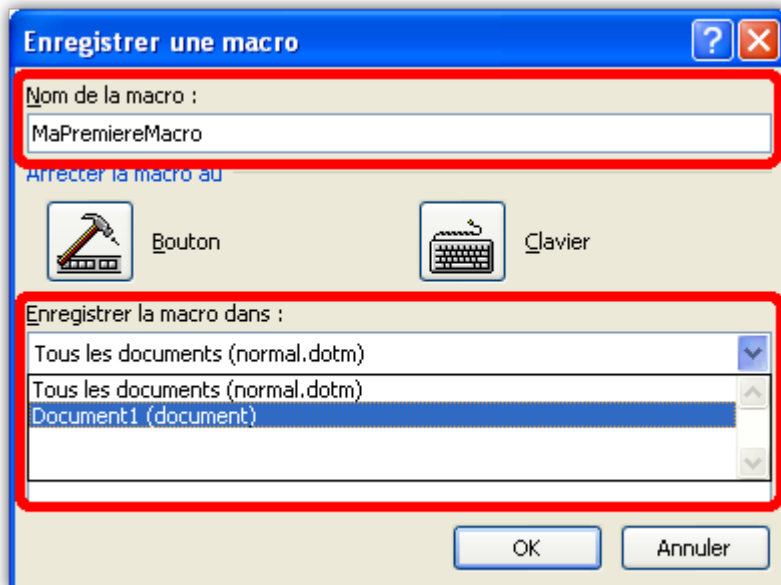 Enregistrer une macro
Nom de la macro :
MaPremiereMacro
Affecter la macro au
Bouton
Clavier
Enregistrer la macro dans :
Tous les documents (normal.dotm)
Tous les documents (normal.dotm)
Document1 (document)
OK
Annuler